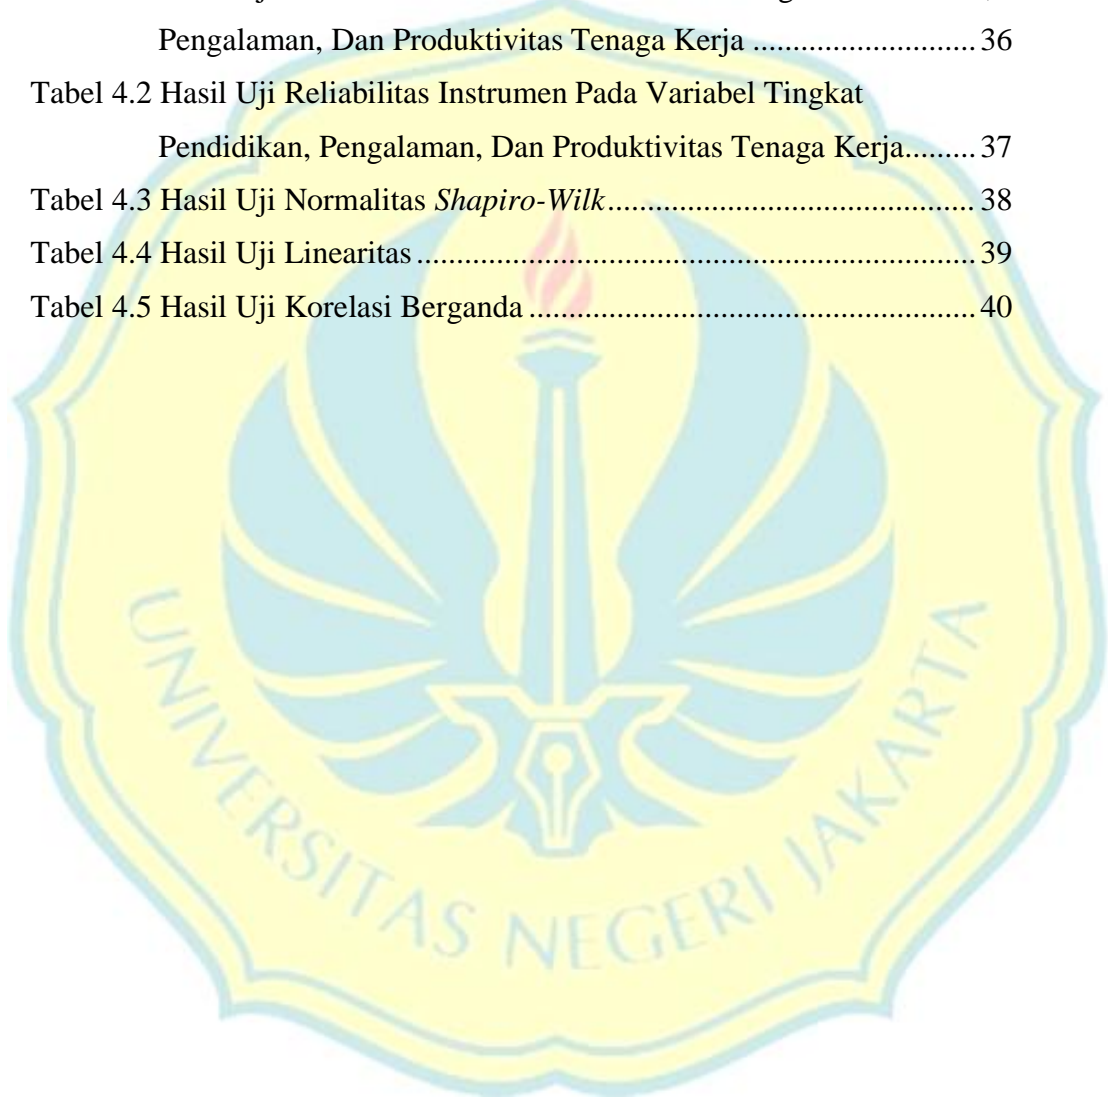 Pengalaman, Dan Produktivitas Tenaga Kerja ............................ 36
Tabel 4.2 Hasil Uji Reliabilitas Instrumen Pada Variabel Tingkat
Pendidikan, Pengalaman, Dan Produktivitas Tenaga Kerja......... 37
Tabel 4.3 Hasil Uji Normalitas Shapiro-Wilk.............................................. 38
Tabel 4.4 Hasil Uji Linearitas ...................................................................... 39
Tabel 4.5 Hasil Uji Korelasi Berganda ........................................................ 40
UNIVERSITAS NEGERI JAKARTA